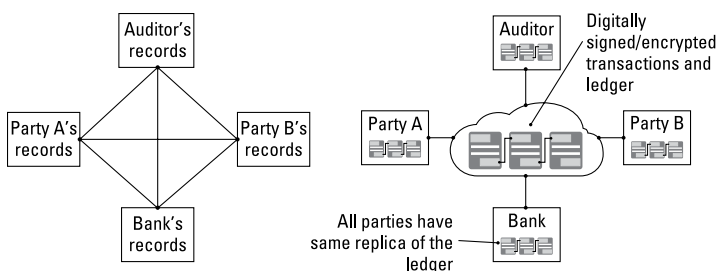 Auditor's
records
Party A's
records
Party B's
records
Bank's
records
Auditor
Digitally
signed/encrypted
transactions and
ledger
Party A
Party B
Bank
All parties have
same replica of the
ledger